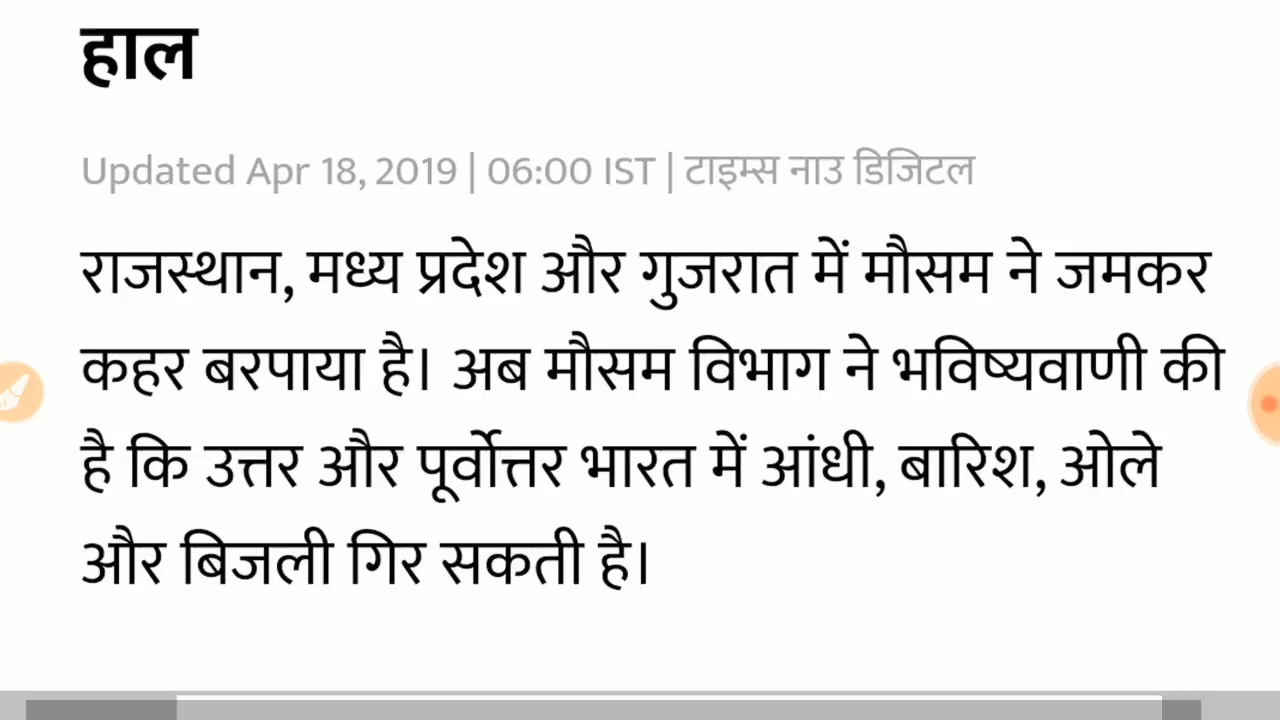 हाल
Updated Apr 18, 2019 | 06:00 IST | टाइम्स नाउ डिजिटल
राजस्थान, मध्य प्रदेश और गुजरात में मौसम ने जमकर
कहर बरपाया है। अब मौसम विभाग ने भविष्यवाणी की
है कि उत्तर और पूर्वोत्तर भारत में आंधी, बारिश, ओले
और बिजली गिर सकती है।